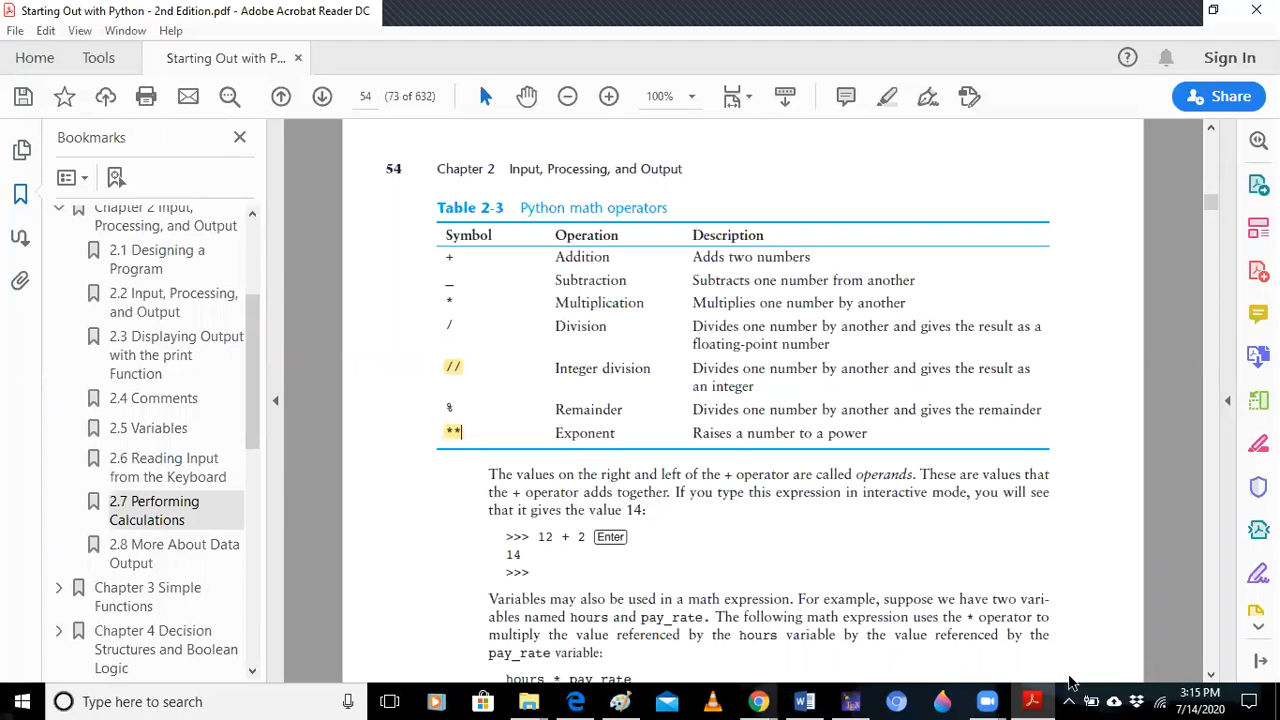 Starting Out with Python - 2nd Edition.pdf - Adobe Acrobat Reader DC
File Edit View Window Help
Home Tools Starting Out with P... × Sign In
54 (73 of 632) 100% Share
Bookmarks
Chapter 2 Input,
Processing, and Output
2.1 Designing a
Program
2.2 Input, Processing,
and Output
2.3 Displaying Output
with the print
Function
2.4 Comments
2.5 Variables
2.6 Reading Input
from the Keyboard
2.7 Performing
Calculations
2.8 More About Data
Output
Chapter 3 Simple
Functions
Chapter 4 Decision
Structures and Boolean
Logic
54 Chapter 2 Input, Processing, and Output
Table 2-3 Python math operators
Symbol Operation Description
+ Addition Adds two numbers
_ Subtraction Subtracts one number from another
* Multiplication Multiplies one number by another
/ Division Divides one number by another and gives the result as a
floating-point number
// Integer division Divides one number by another and gives the result as
an integer
% Remainder Divides one number by another and gives the remainder
** Exponent Raises a number to a power
The values on the right and left of the + operator are called operands. These are values that
the + operator adds together. If you type this expression in interactive mode, you will see
that it gives the value 14:
>>> 12 + 2 Enter
14
>>>
Variables may also be used in a math expression. For example, suppose we have two vari-
ables named hours and pay_rate. The following math expression uses the * operator to
multiply the value referenced by the hours variable by the value referenced by the
pay_rate variable:
hours * pay_rate
Type here to search
3:15 PM
7/14/2020